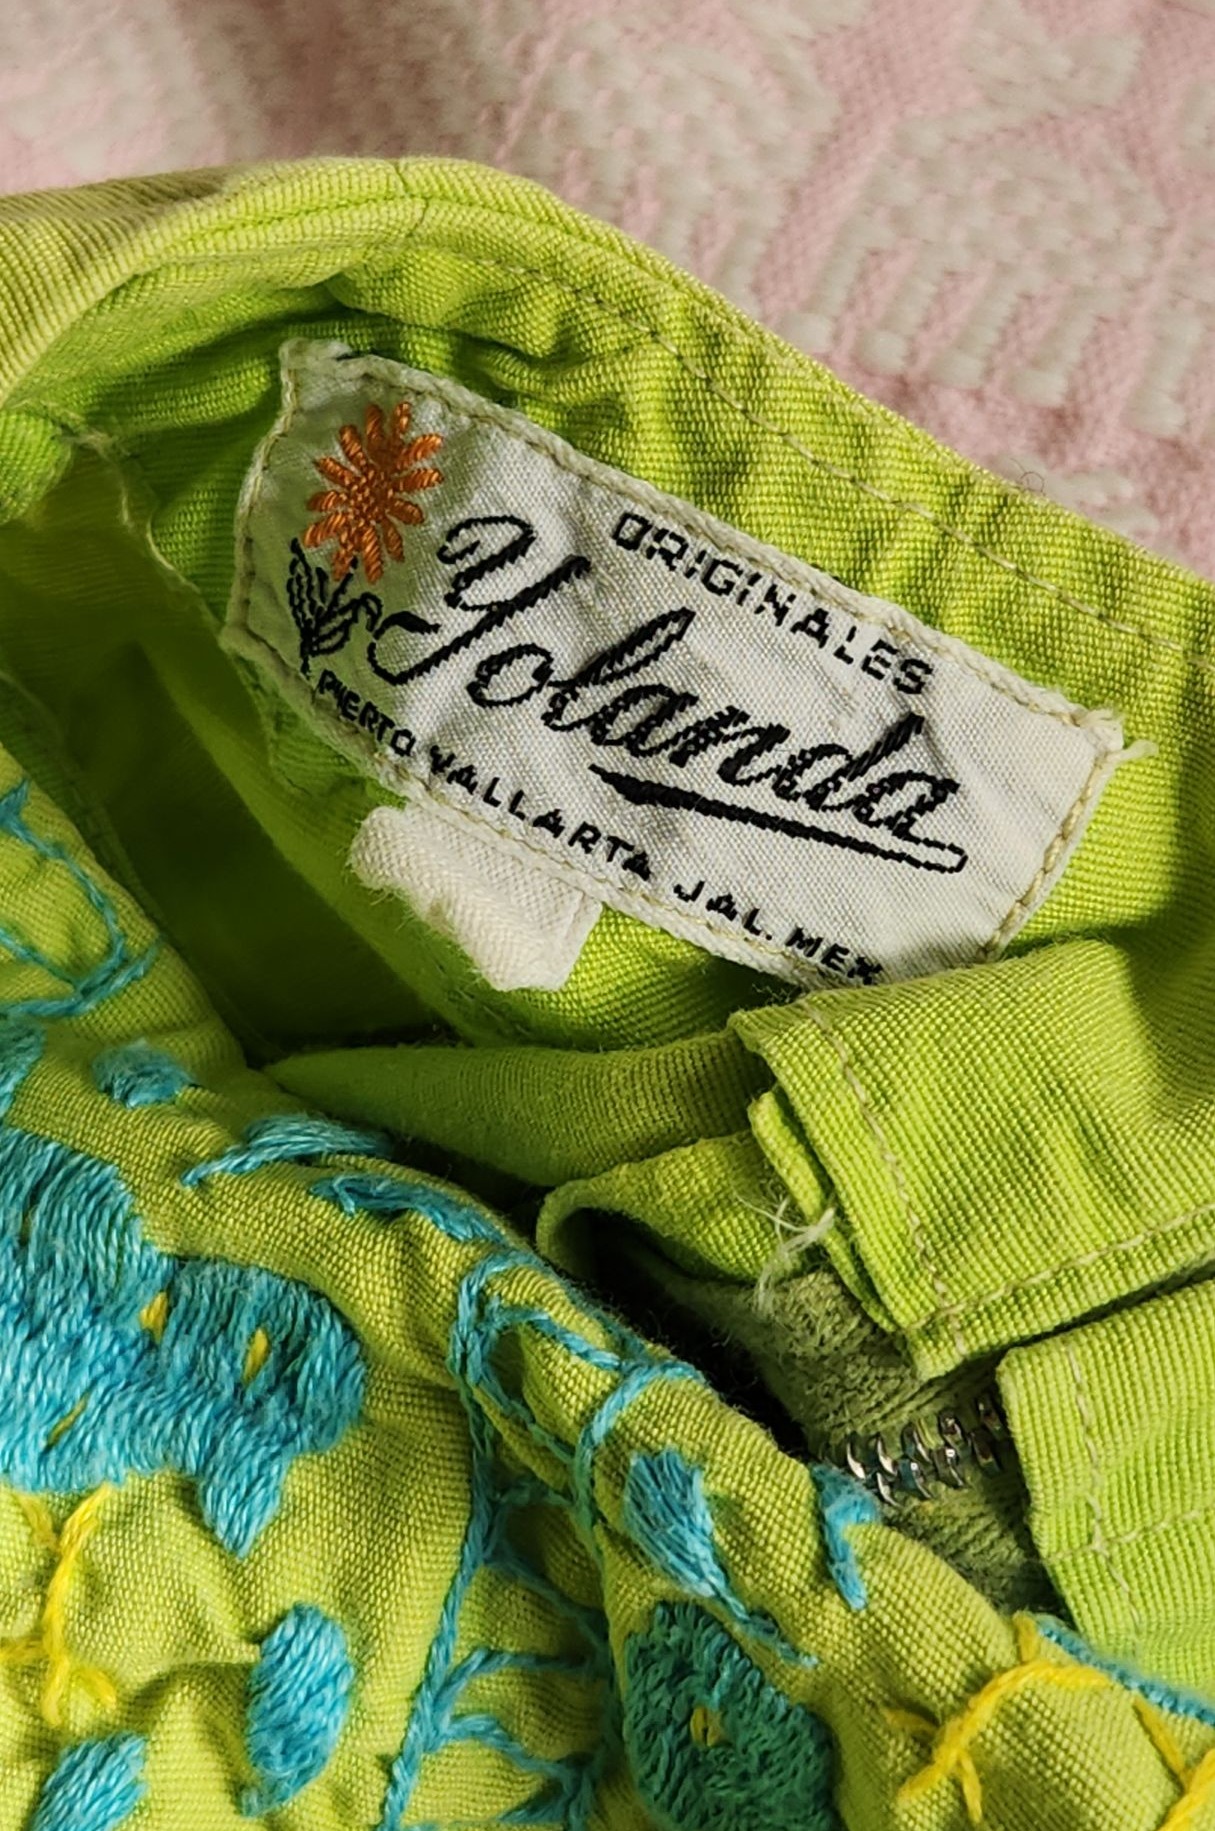 ORIGINALES
Yolanda
PUERTO VALLARTA JAL. MEX